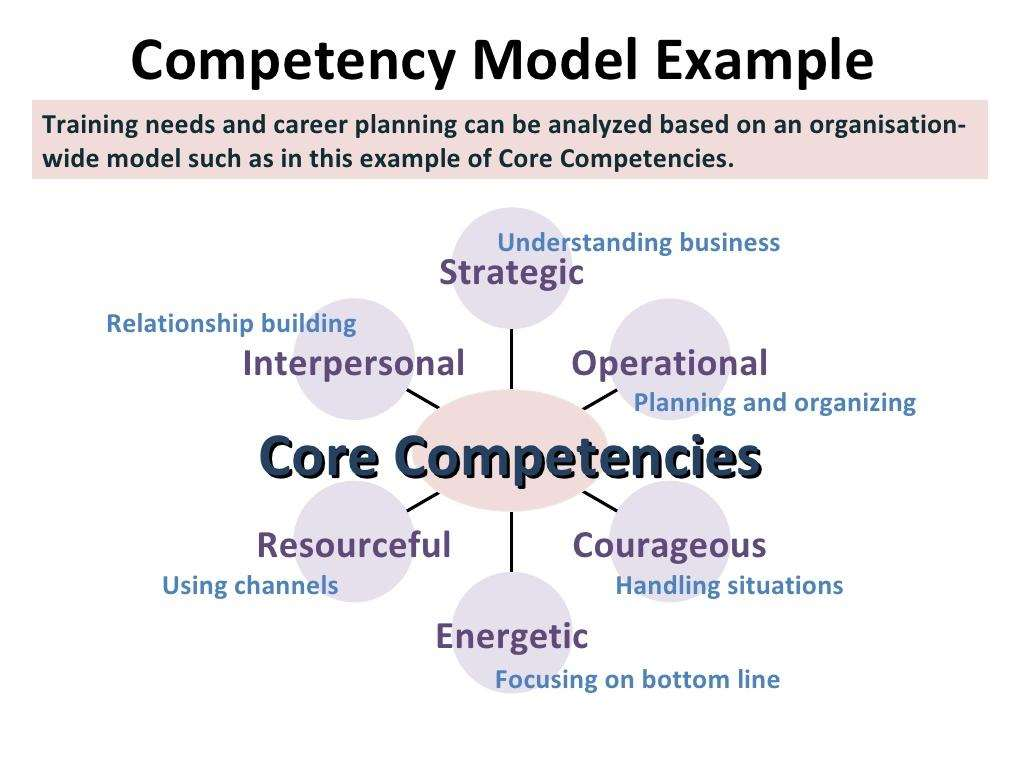 Competency Model Example
Training needs and career planning can be analyzed based on an organisation-
wide model such as in this example of Core Competencies.
Understanding business
Strategic
Relationship building
Interpersonal
Operational
Planning and organizing
Core Competencies
Resourceful
Courageous
Using channels
Handling situations
Energetic
Focusing on bottom line